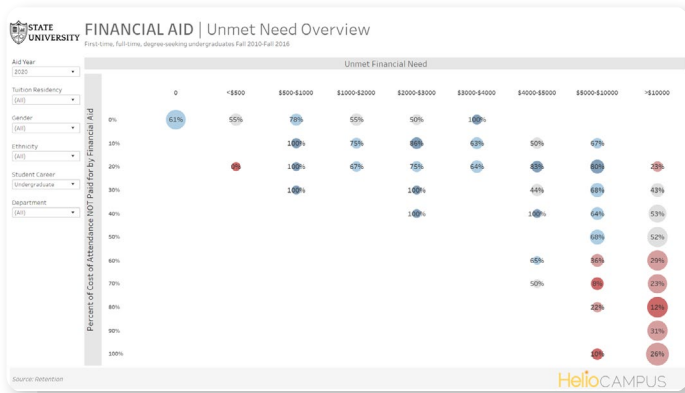 STATE
UNIVERSITY
FINANCIAL AID | Unmet Need Overview
First-time, full-time, degree-seeking undergraduates Fall 2010-Fall 2016
Aid Year
2020
Tuition Residency
(All)
Gender
(All)
Ethnicity
(All)
Student Career
Undergraduate
Department
(All)
Unmet Financial Need
Percent of Cost of Attendance NOT Paid for by Financial Aid
0 <$500 $500-$1000 $1000-$2000 $2000-$3000 $3000-$4000 $4000-$5000 $5000-$10000 >$10000
0% 61% 55% 78% 55% 50% 100%
10% 100% 75% 86% 63% 50% 67%
20% 0% 100% 67% 75% 64% 83% 80% 23%
30% 100% 100% 44% 68% 43%
40% 100% 100% 64% 53%
50% 60% 52%
60% 65% 36% 29%
70% 50% 8% 23%
80% 22% 12%
90% 31%
100% 10% 26%
Source: Retention
HelioCAMPUS